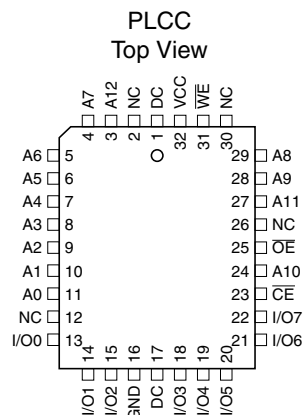 PLCC
Top View
A7 A12 NC DC VCC W̅E̅ NC
4 3 2 1 32 31 30
A6 5 29 A8
A5 6 28 A9
A4 7 27 A11
A3 8 26 NC
A2 9 25 O̅E̅
A1 10 24 A10
A0 11 23 C̅E̅
NC 12 22 I/O7
I/O0 13 21 I/O6
14 15 16 17 18 19 20
I/O1 I/O2 GND DC I/O3 I/O4 I/O5